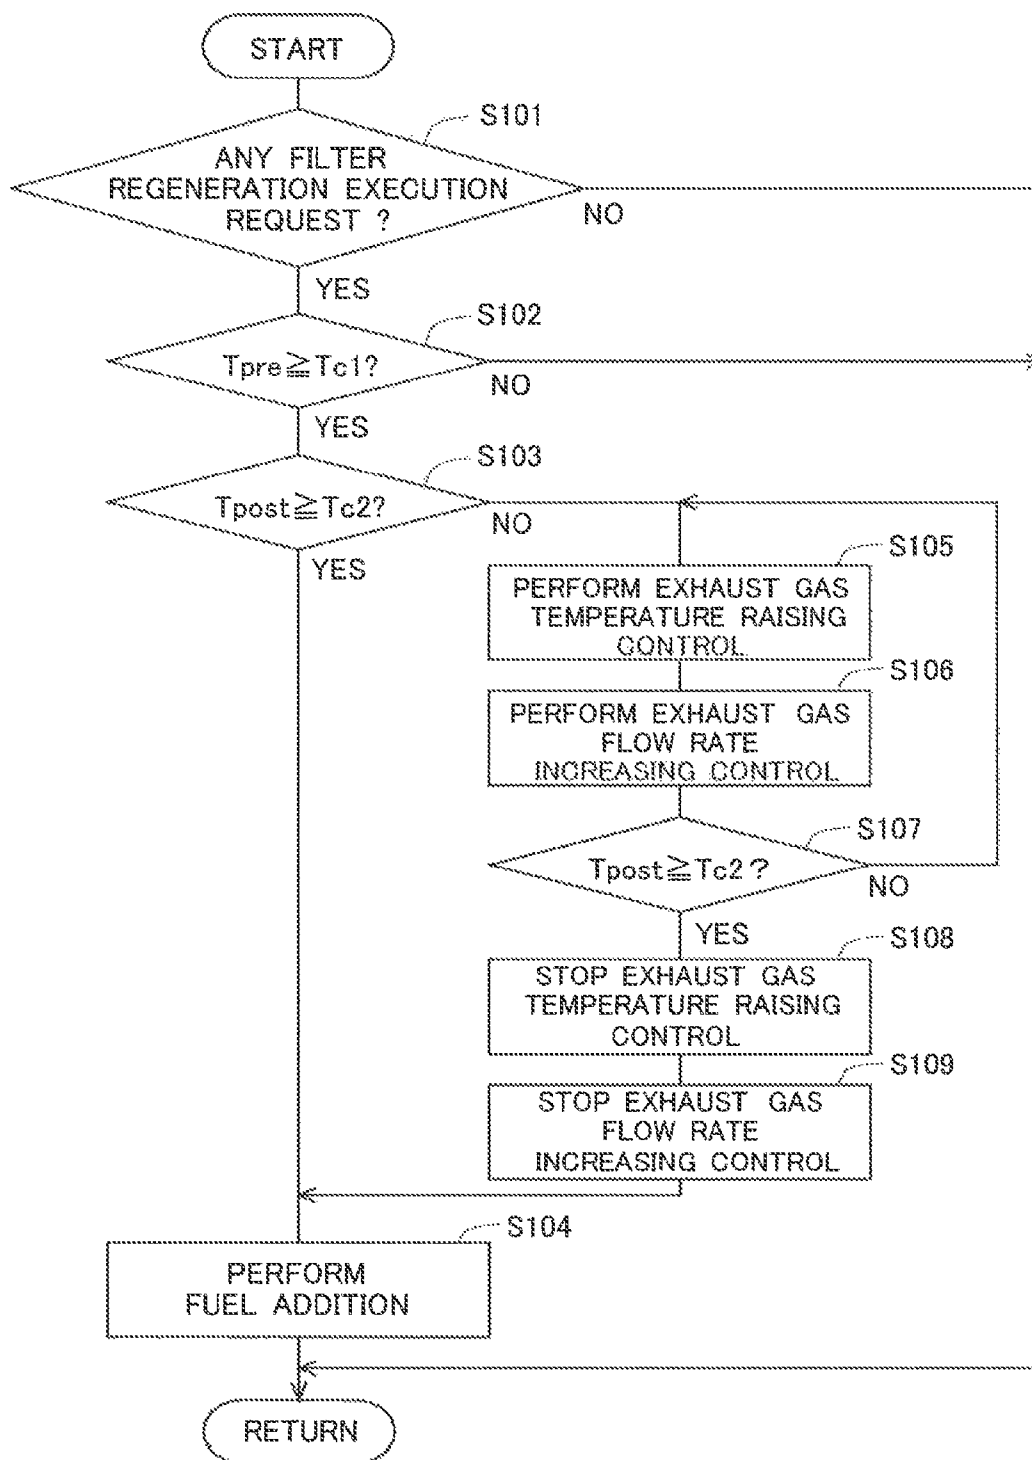 START
S101
ANY FILTER
REGENERATION EXECUTION
REQUEST ?
NO
YES
S102
Tpre≧Tc1?
NO
YES
S103
Tpost≧Tc2?
NO
YES
S105
PERFORM EXHAUST GAS
TEMPERATURE RAISING
CONTROL
S106
PERFORM EXHAUST GAS
FLOW RATE
INCREASING CONTROL
S107
Tpost≧Tc2 ?
NO
YES
S108
STOP EXHAUST GAS
TEMPERATURE RAISING
CONTROL
S109
STOP EXHAUST GAS
FLOW RATE
INCREASING CONTROL
S104
PERFORM
FUEL ADDITION
RETURN